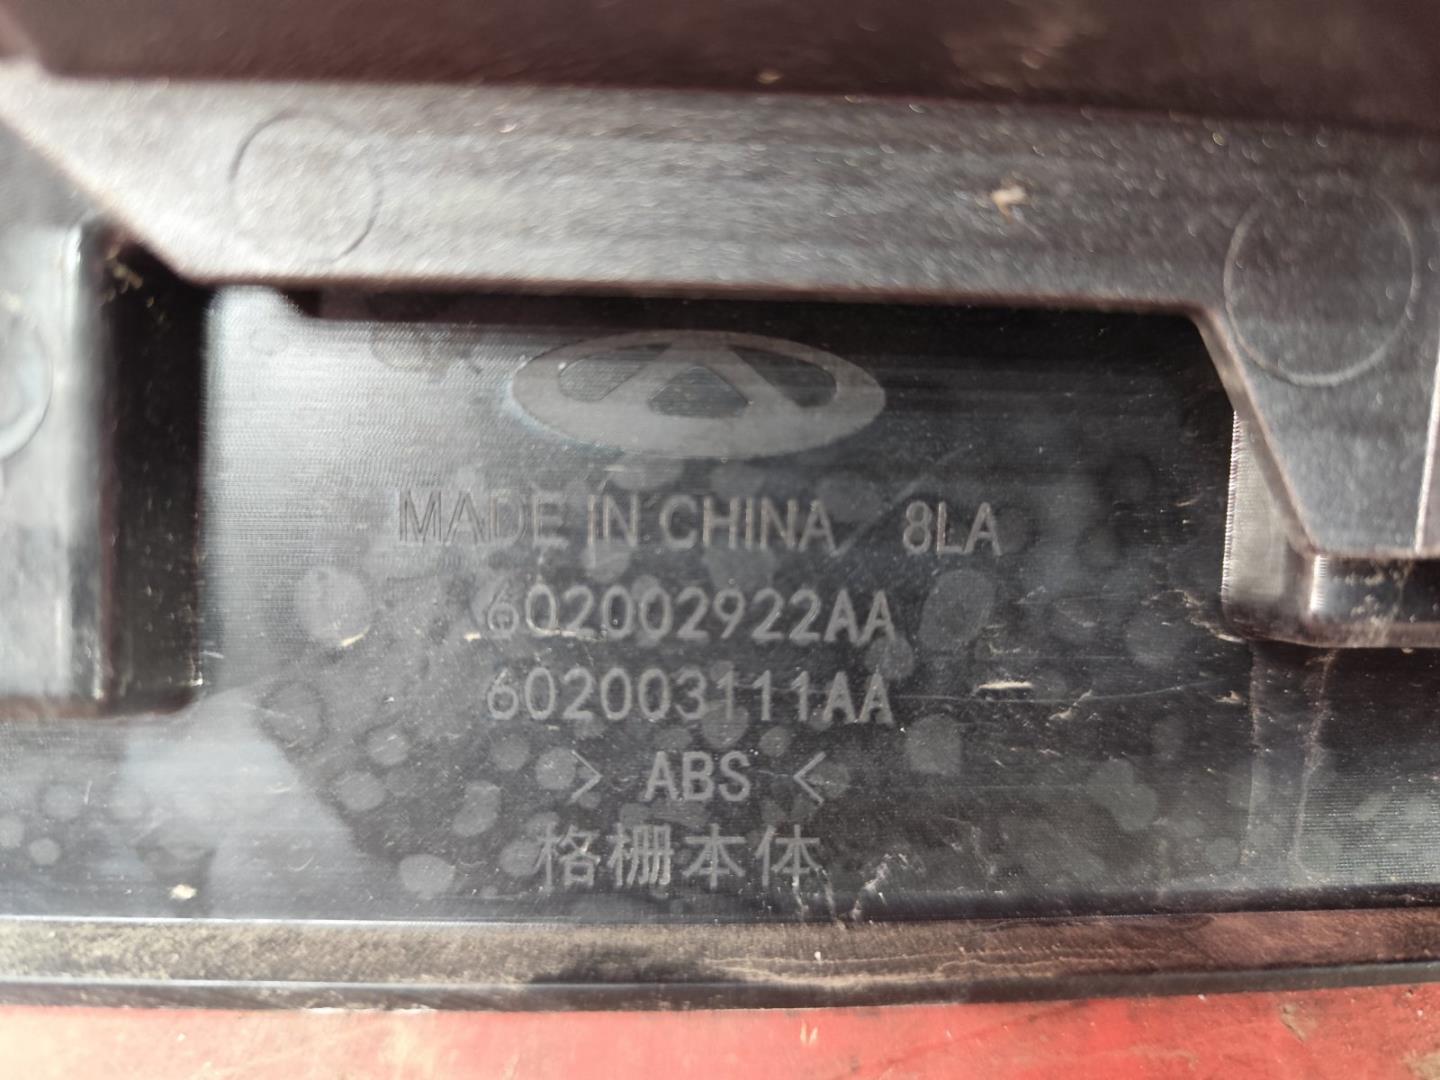 MADE IN CHINA 8LA
602002922AA
602003111AA
> ABS <
格栅本体